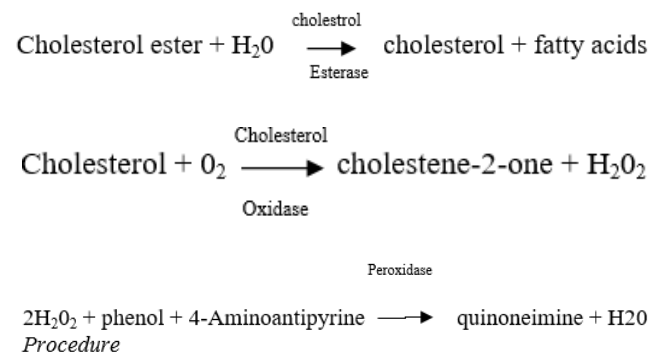 cholestrol
Cholesterol ester + H₂0 → cholesterol + fatty acids
Esterase
Cholesterol
Cholesterol + 0₂ → cholestene-2-one + H₂0₂
Oxidase
Peroxidase
2H₂0₂ + phenol + 4-Aminoantipyrine → quinoneimine + H20
Procedure